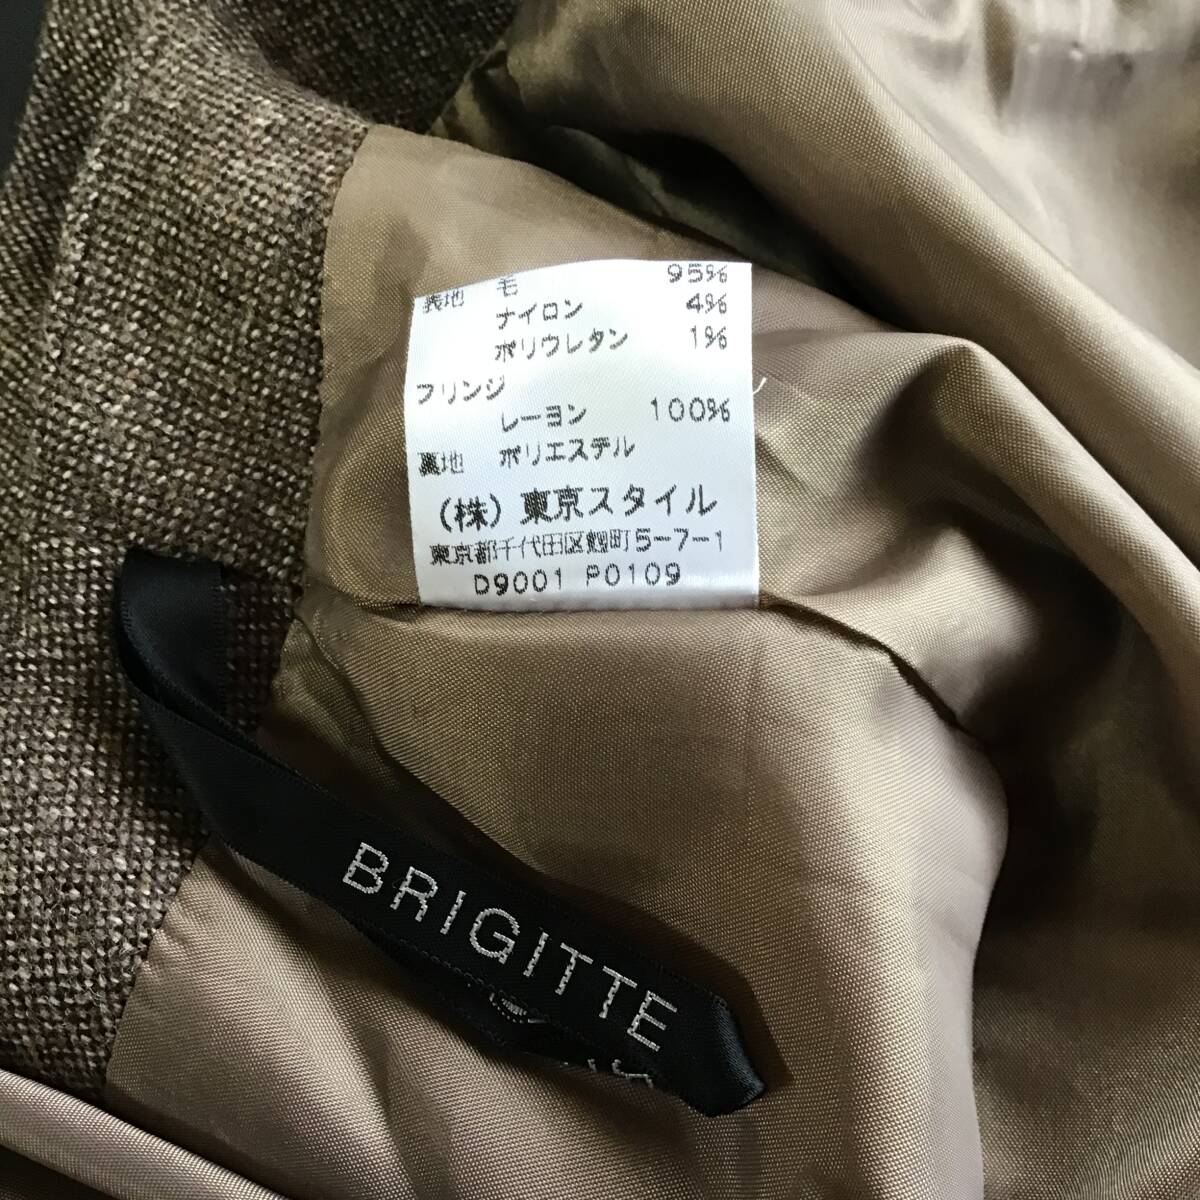 表地 毛 95%
ナイロン 4%
ポリウレタン 1%
フリンジ
レーヨン 100%
裏地 ポリエステル
(株) 東京スタイル
東京都千代田区麹町5-7-1
D9001 P0109
BRIGITTE